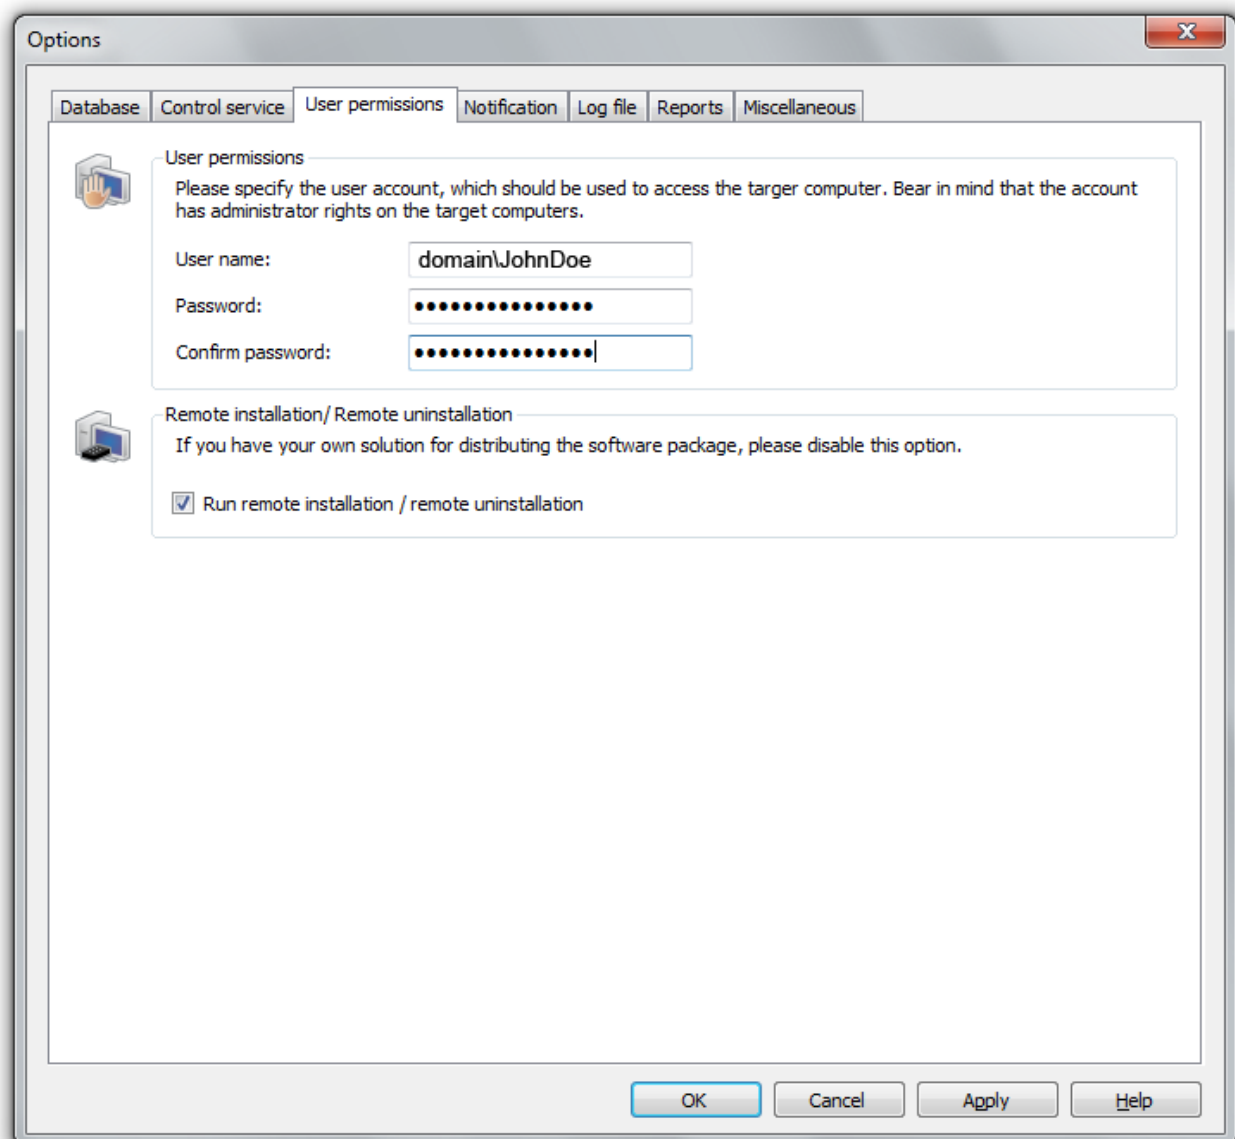 Options
Database Control service User permissions Notification Log file Reports Miscellaneous
User permissions
Please specify the user account, which should be used to access the targer computer. Bear in mind that the account
has administrator rights on the target computers.
User name: domain\JohnDoe
Password: •••••••••••••••
Confirm password: •••••••••••••••
Remote installation/ Remote uninstallation
If you have your own solution for distributing the software package, please disable this option.
Run remote installation / remote uninstallation
OK Cancel Apply Help